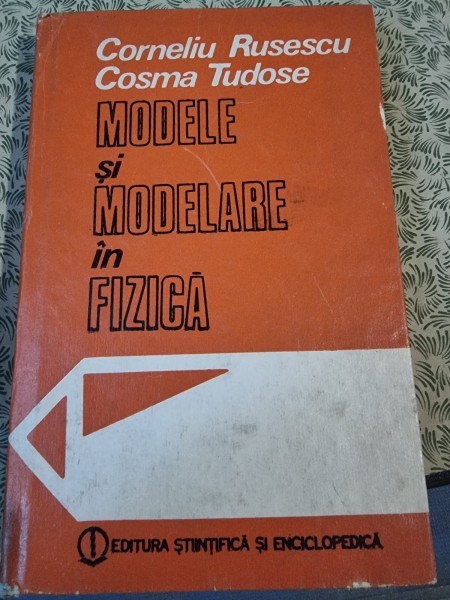 Corneliu Rusescu
Cosma Tudose
MODELE
și
MODELARE
în
FIZICĂ
EDITURA ȘTIINȚIFICĂ ȘI ENCICLOPEDICĂ